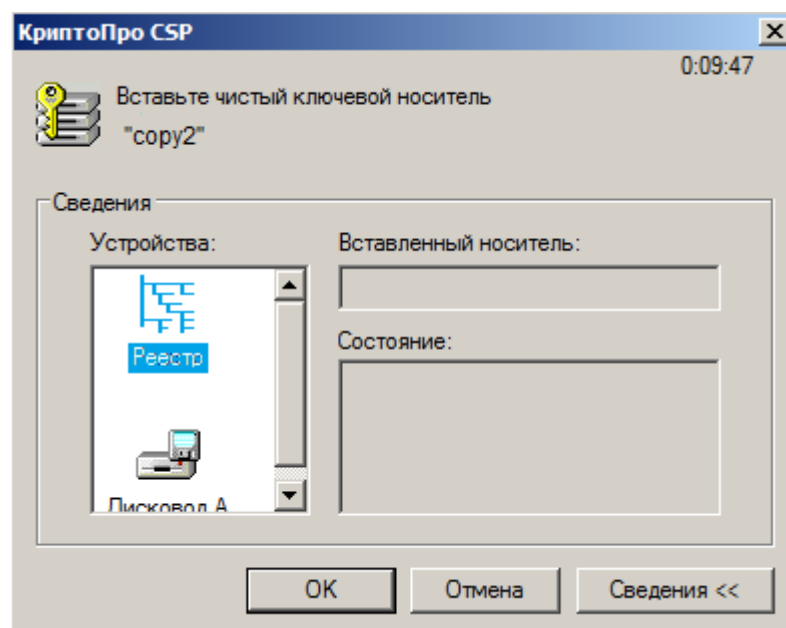 КриптоПро CSP
0:09:47
Вставьте чистый ключевой носитель
"copy2"
Сведения
Устройства:
Вставленный носитель:
Реестр
Состояние:
Дисковод A
OK
Отмена
Сведения <<